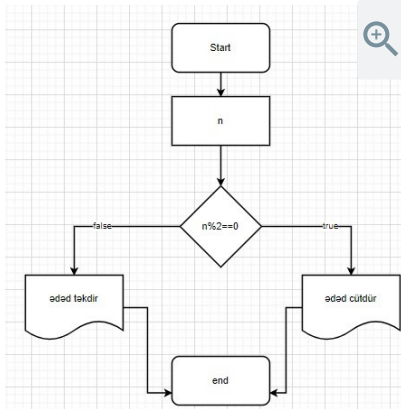 Start
n
n%2==0
false
true
ədəd təkdir
ədəd cütdür
end